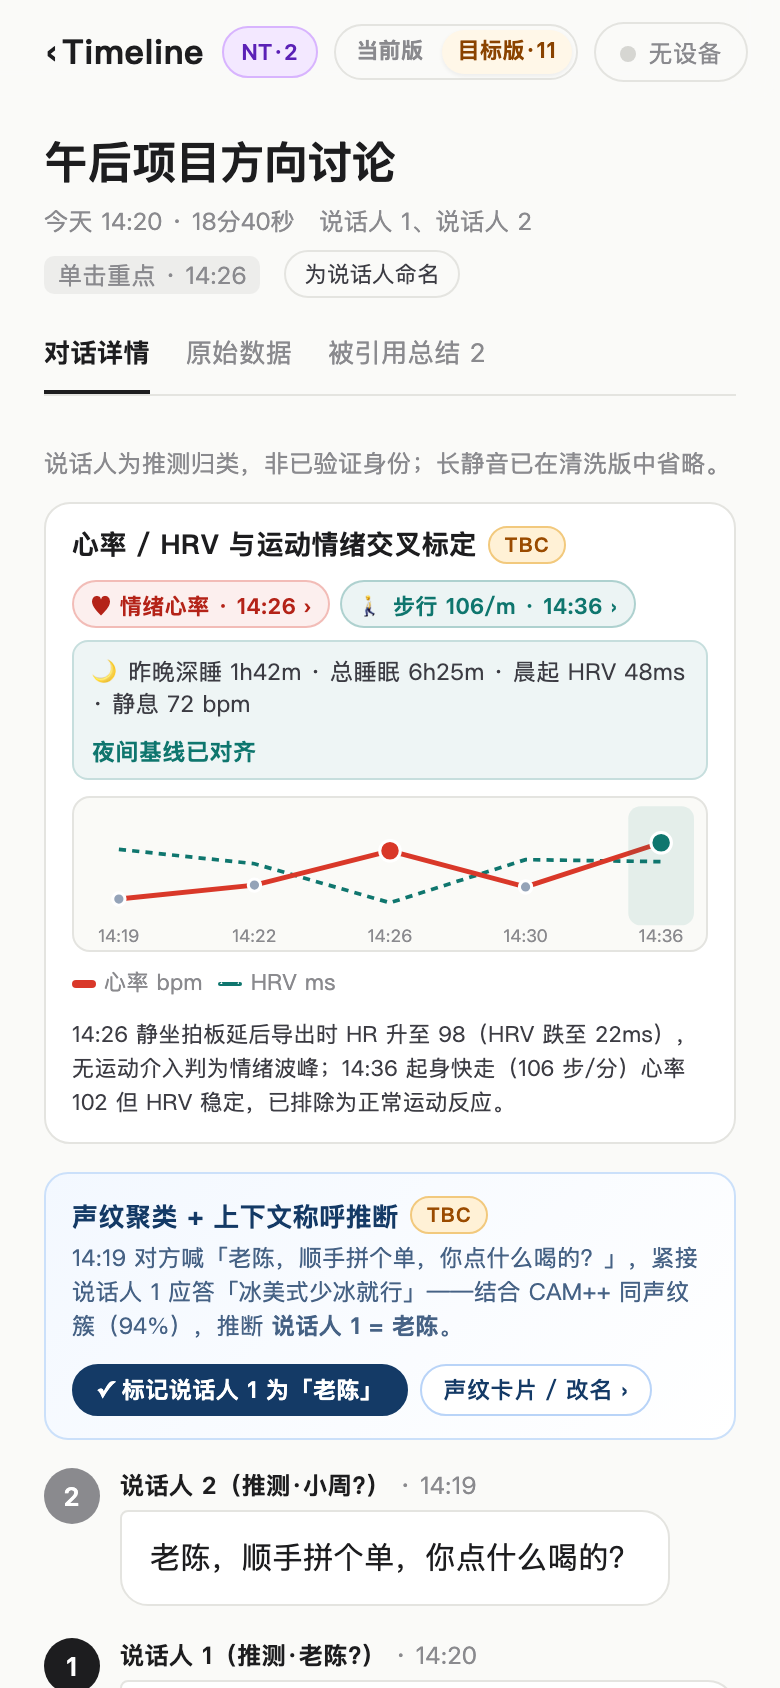 ‹ Timeline NT·2 当前版 目标版·11 无设备
午后项目方向讨论
今天 14:20 · 18分40秒 说话人 1、说话人 2
单击重点 · 14:26 为说话人命名
对话详情 原始数据 被引用总结 2
说话人为推测归类，非已验证身份；长静音已在清洗版中省略。
心率 / HRV 与运动情绪交叉标定 TBC
♥ 情绪心率 · 14:26 › 🚶 步行 106/m · 14:36 ›
🌙 昨晚深睡 1h42m · 总睡眠 6h25m · 晨起 HRV 48ms
· 静息 72 bpm
夜间基线已对齐
14:19 14:22 14:26 14:30 14:36
心率 bpm HRV ms
14:26 静坐拍板延后导出时 HR 升至 98（HRV 跌至 22ms），
无运动介入判为情绪波峰；14:36 起身快走（106 步/分）心率
102 但 HRV 稳定，已排除为正常运动反应。
声纹聚类 + 上下文称呼推断 TBC
14:19 对方喊「老陈，顺手拼个单，你点什么喝的？」，紧接
说话人 1 应答「冰美式少冰就行」——结合 CAM++ 同声纹
簇（94%），推断 说话人 1 = 老陈。
✓ 标记说话人 1 为「老陈」 声纹卡片 / 改名 ›
2 说话人 2（推测·小周?） · 14:19
老陈，顺手拼个单，你点什么喝的?
1 说话人 1（推测·老陈?） · 14:20